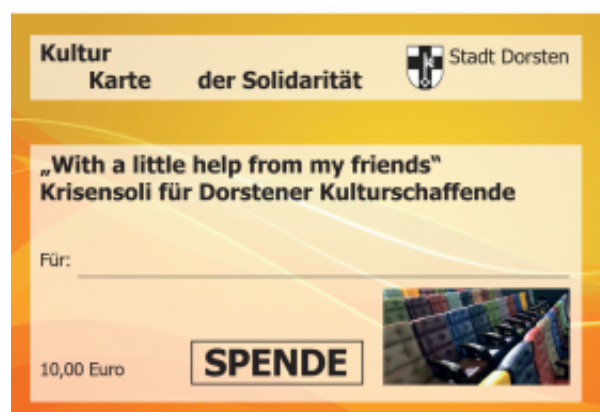 Kultur
Karte der Solidarität
Stadt Dorsten
„With a little help from my friends“
Krisensoli für Dorstener Kulturschaffende
Für:
10,00 Euro
SPENDE